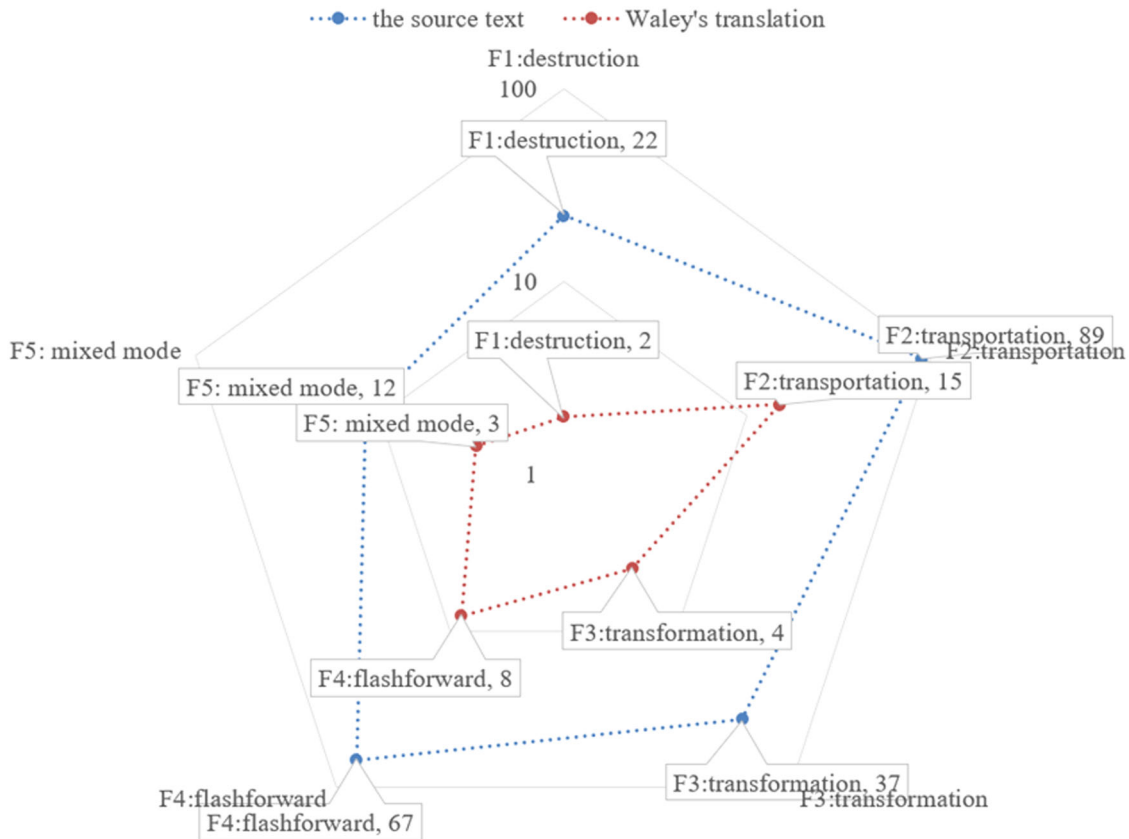 the source text Waley's translation
F1:destruction
100
F1:destruction, 22
10
F1:destruction, 2
F2:transportation, 89
F5: mixed mode
F2:transportation
F5: mixed mode, 12
F2:transportation, 15
F5: mixed mode, 3
1
F3:transformation, 4
F4:flashforward, 8
F3:transformation, 37
F4:flashforward
F3:transformation
F4:flashforward, 67